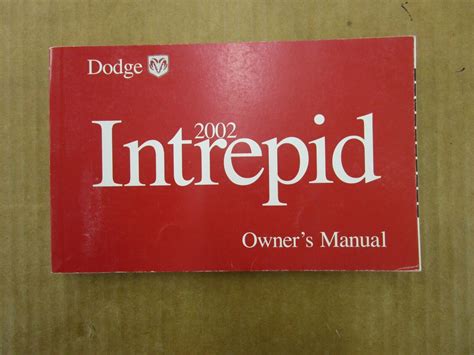 Dodge
2002
Intrepid
Owner's Manual